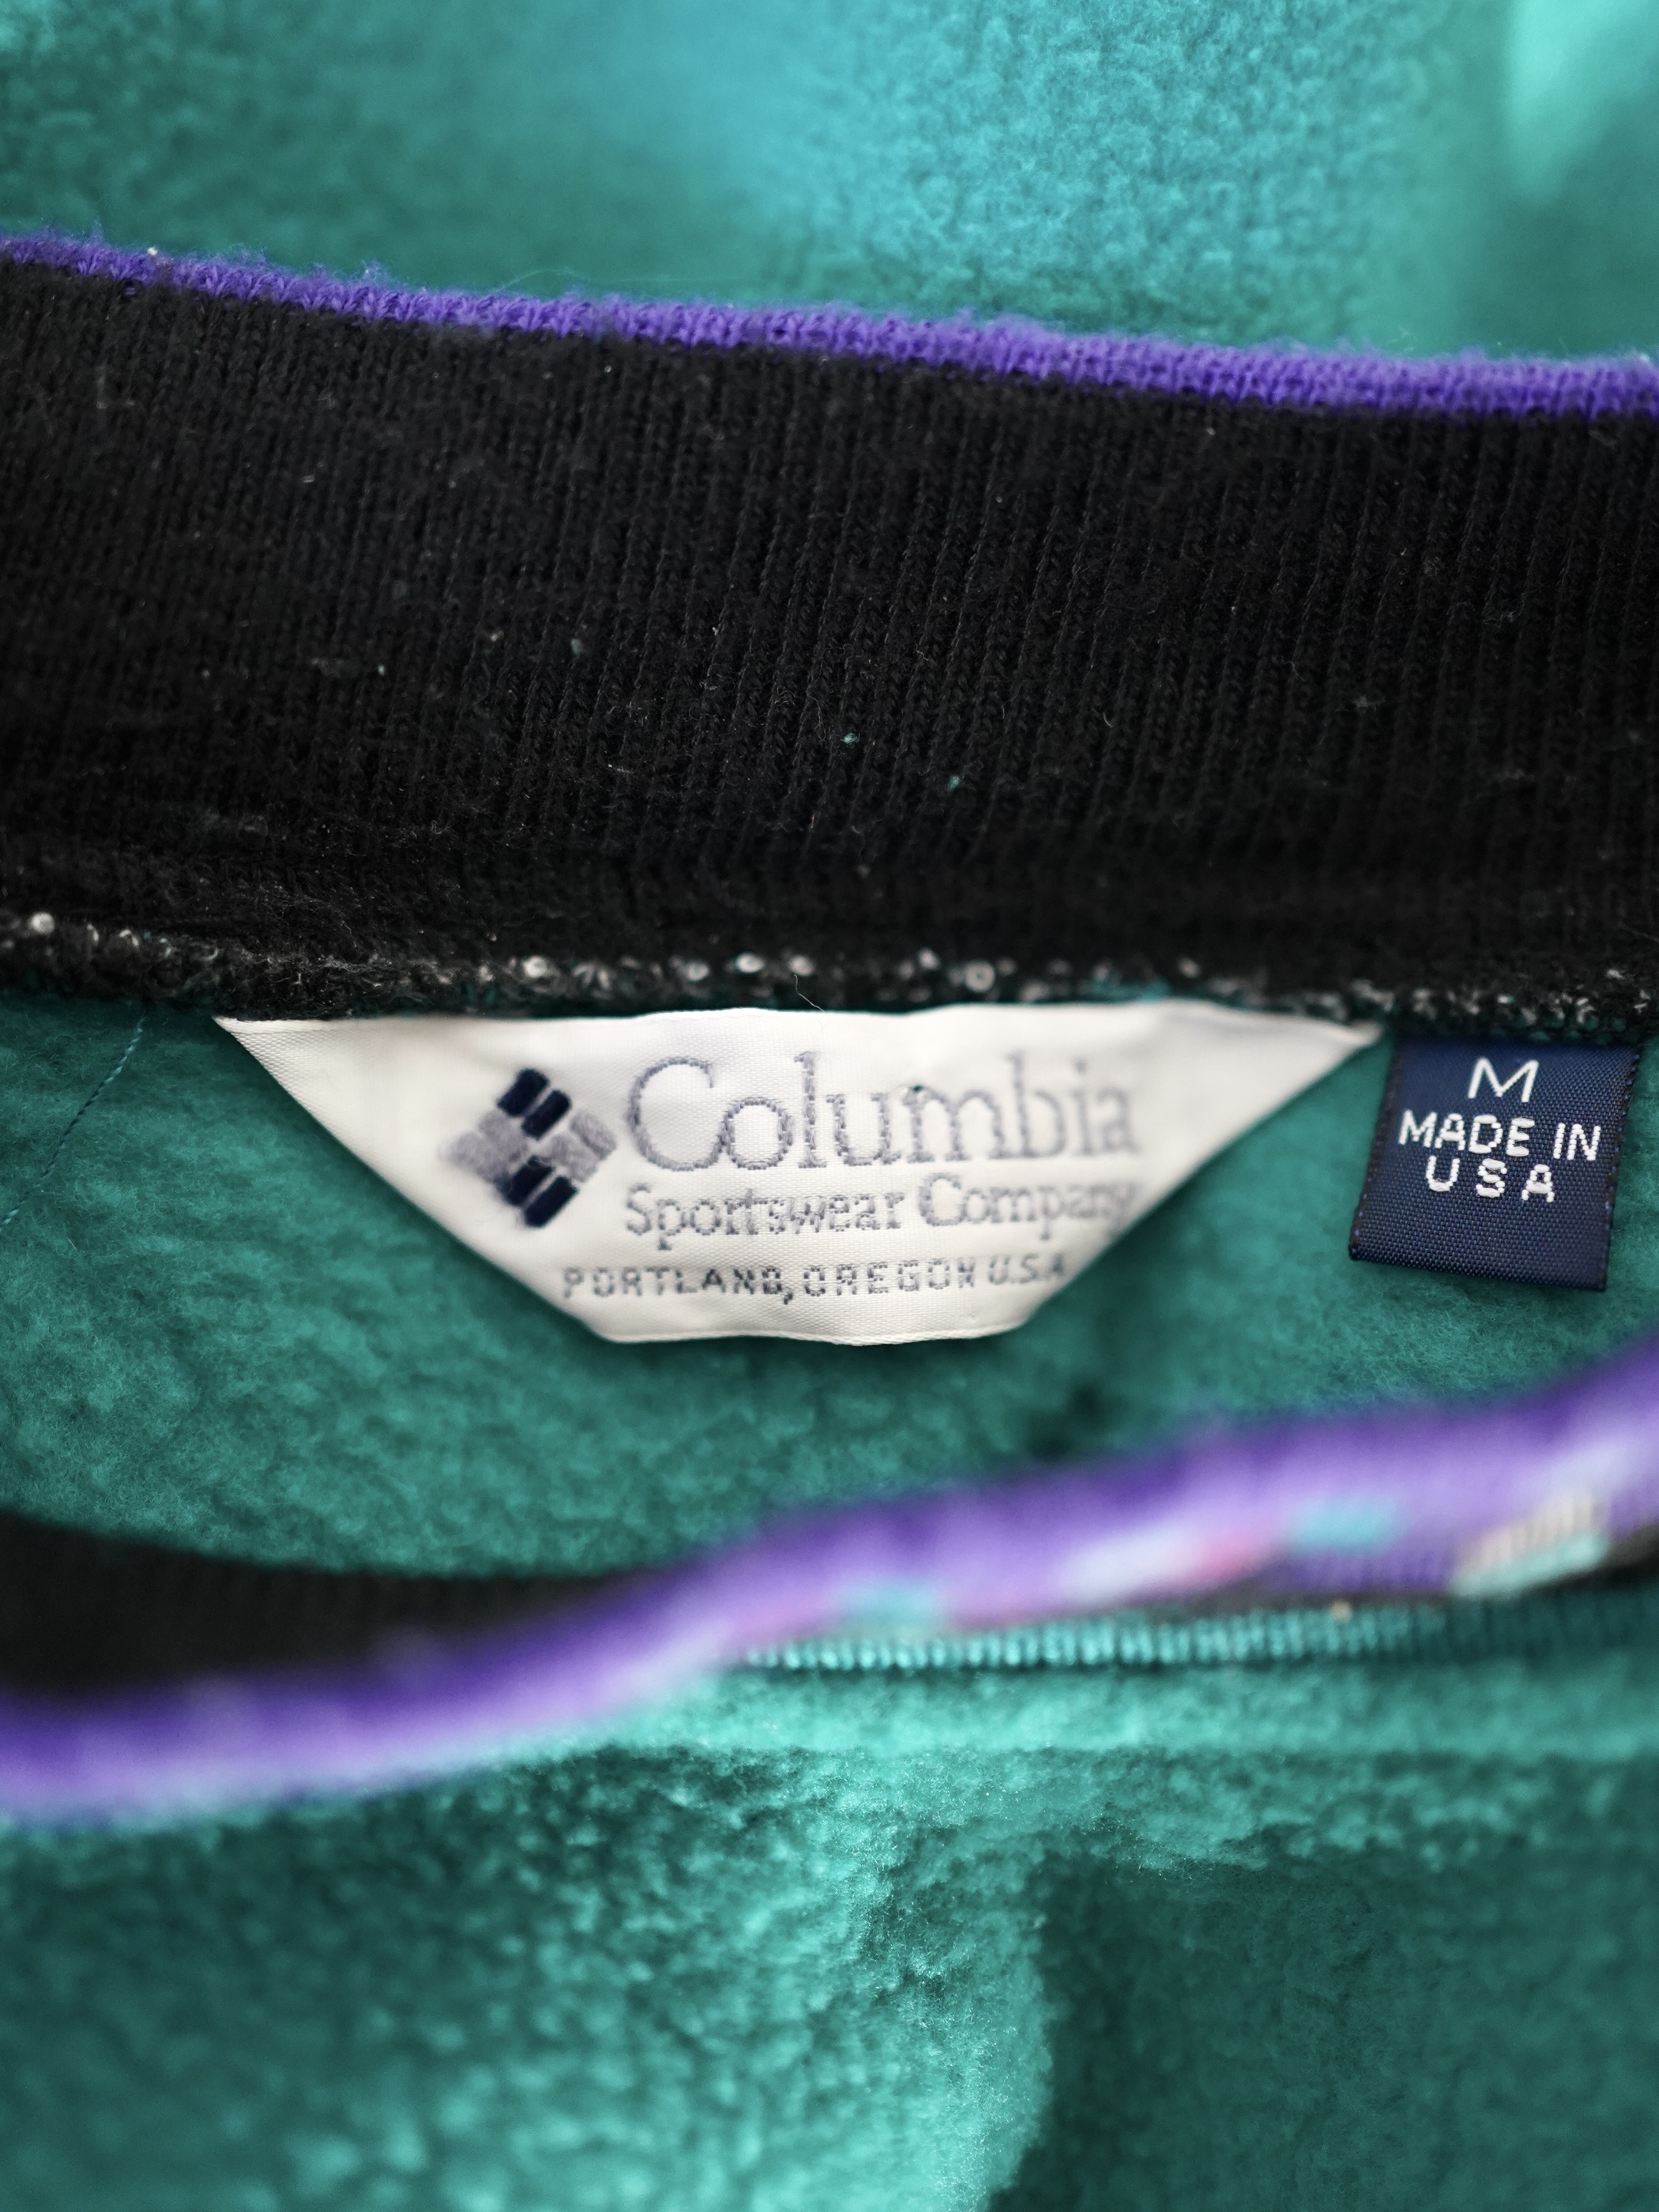 Columbia
Sportswear Company
PORTLAND, OREGON U.S.A
M
MADE IN
USA